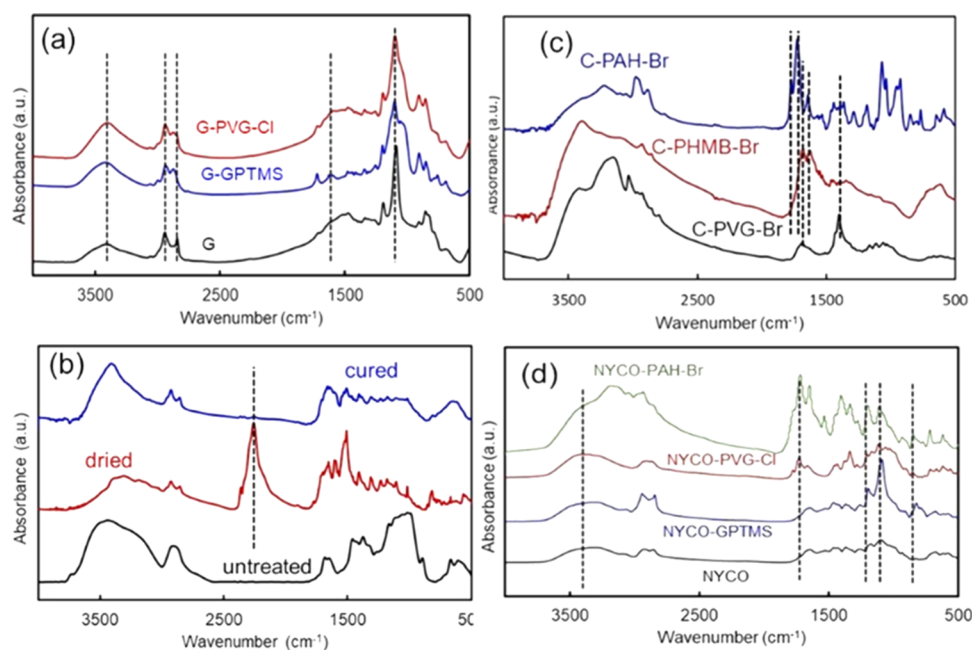 (a)
G-PVG-Cl
G-GPTMS
G
Absorbance (a.u.)
3500
2500
1500
500
Wavenumber (cm-1)
(c)
C-PAH-Br
C-PHMB-Br
C-PVG-Br
Absorbance (a.u.)
3500
2500
1500
500
Wavenumber (cm-1)
(b)
cured
dried
untreated
Absorbance (a.u.)
3500
2500
1500
50
Wavenumber (cm-1)
(d)
NYCO-PAH-Br
NYCO-PVG-Cl
NYCO-GPTMS
NYCO
Absorbance (a.u.)
3500
2500
1500
500
Wavenumber (cm-1)